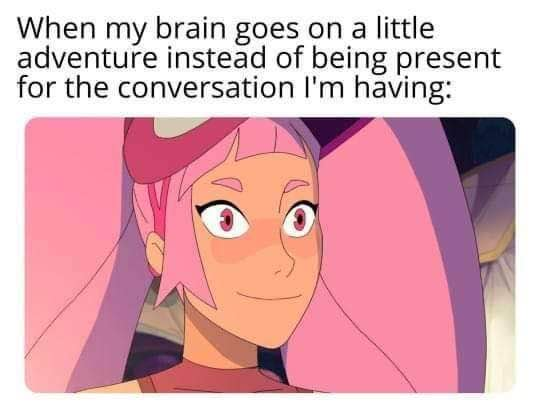 When my brain goes on a little
adventure instead of being present
for the conversation I'm having: